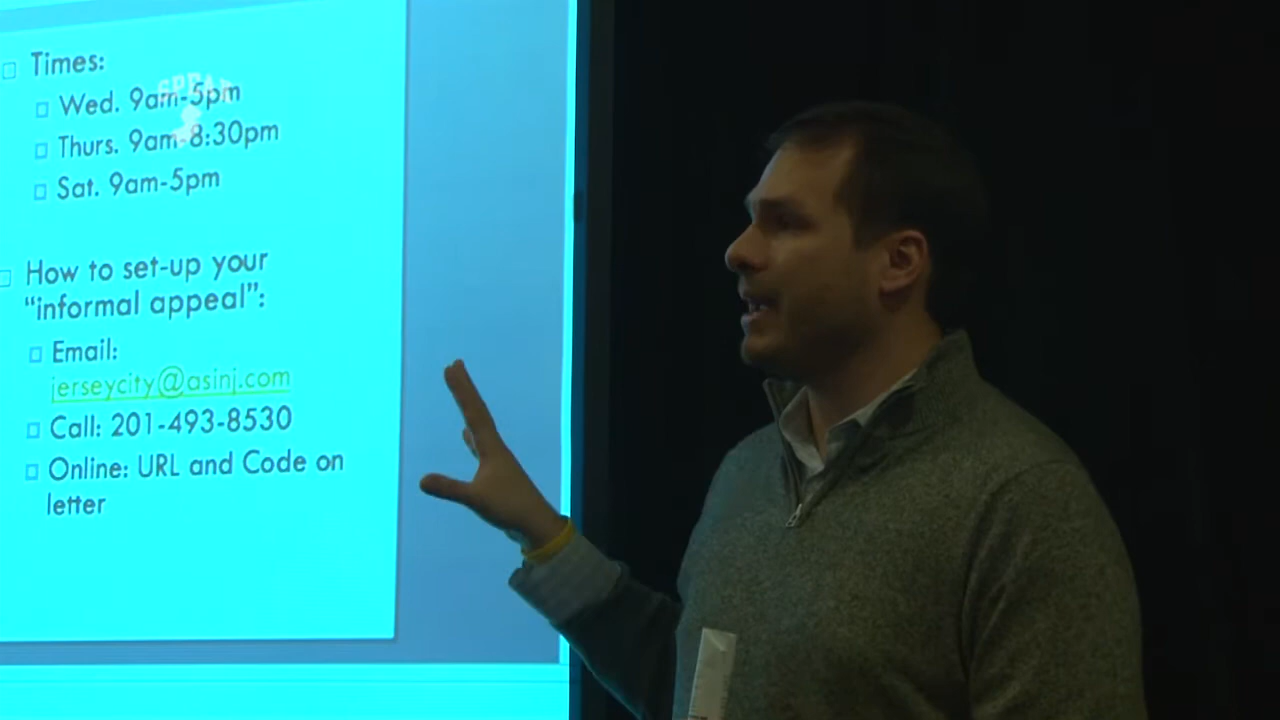 Times:
Wed. 9am-5pm
Thurs. 9am-8:30pm
Sat. 9am-5pm
How to set-up your
“informal appeal”:
Email:
jerseycity@asinj.com
Call: 201-493-8530
Online: URL and Code on
letter